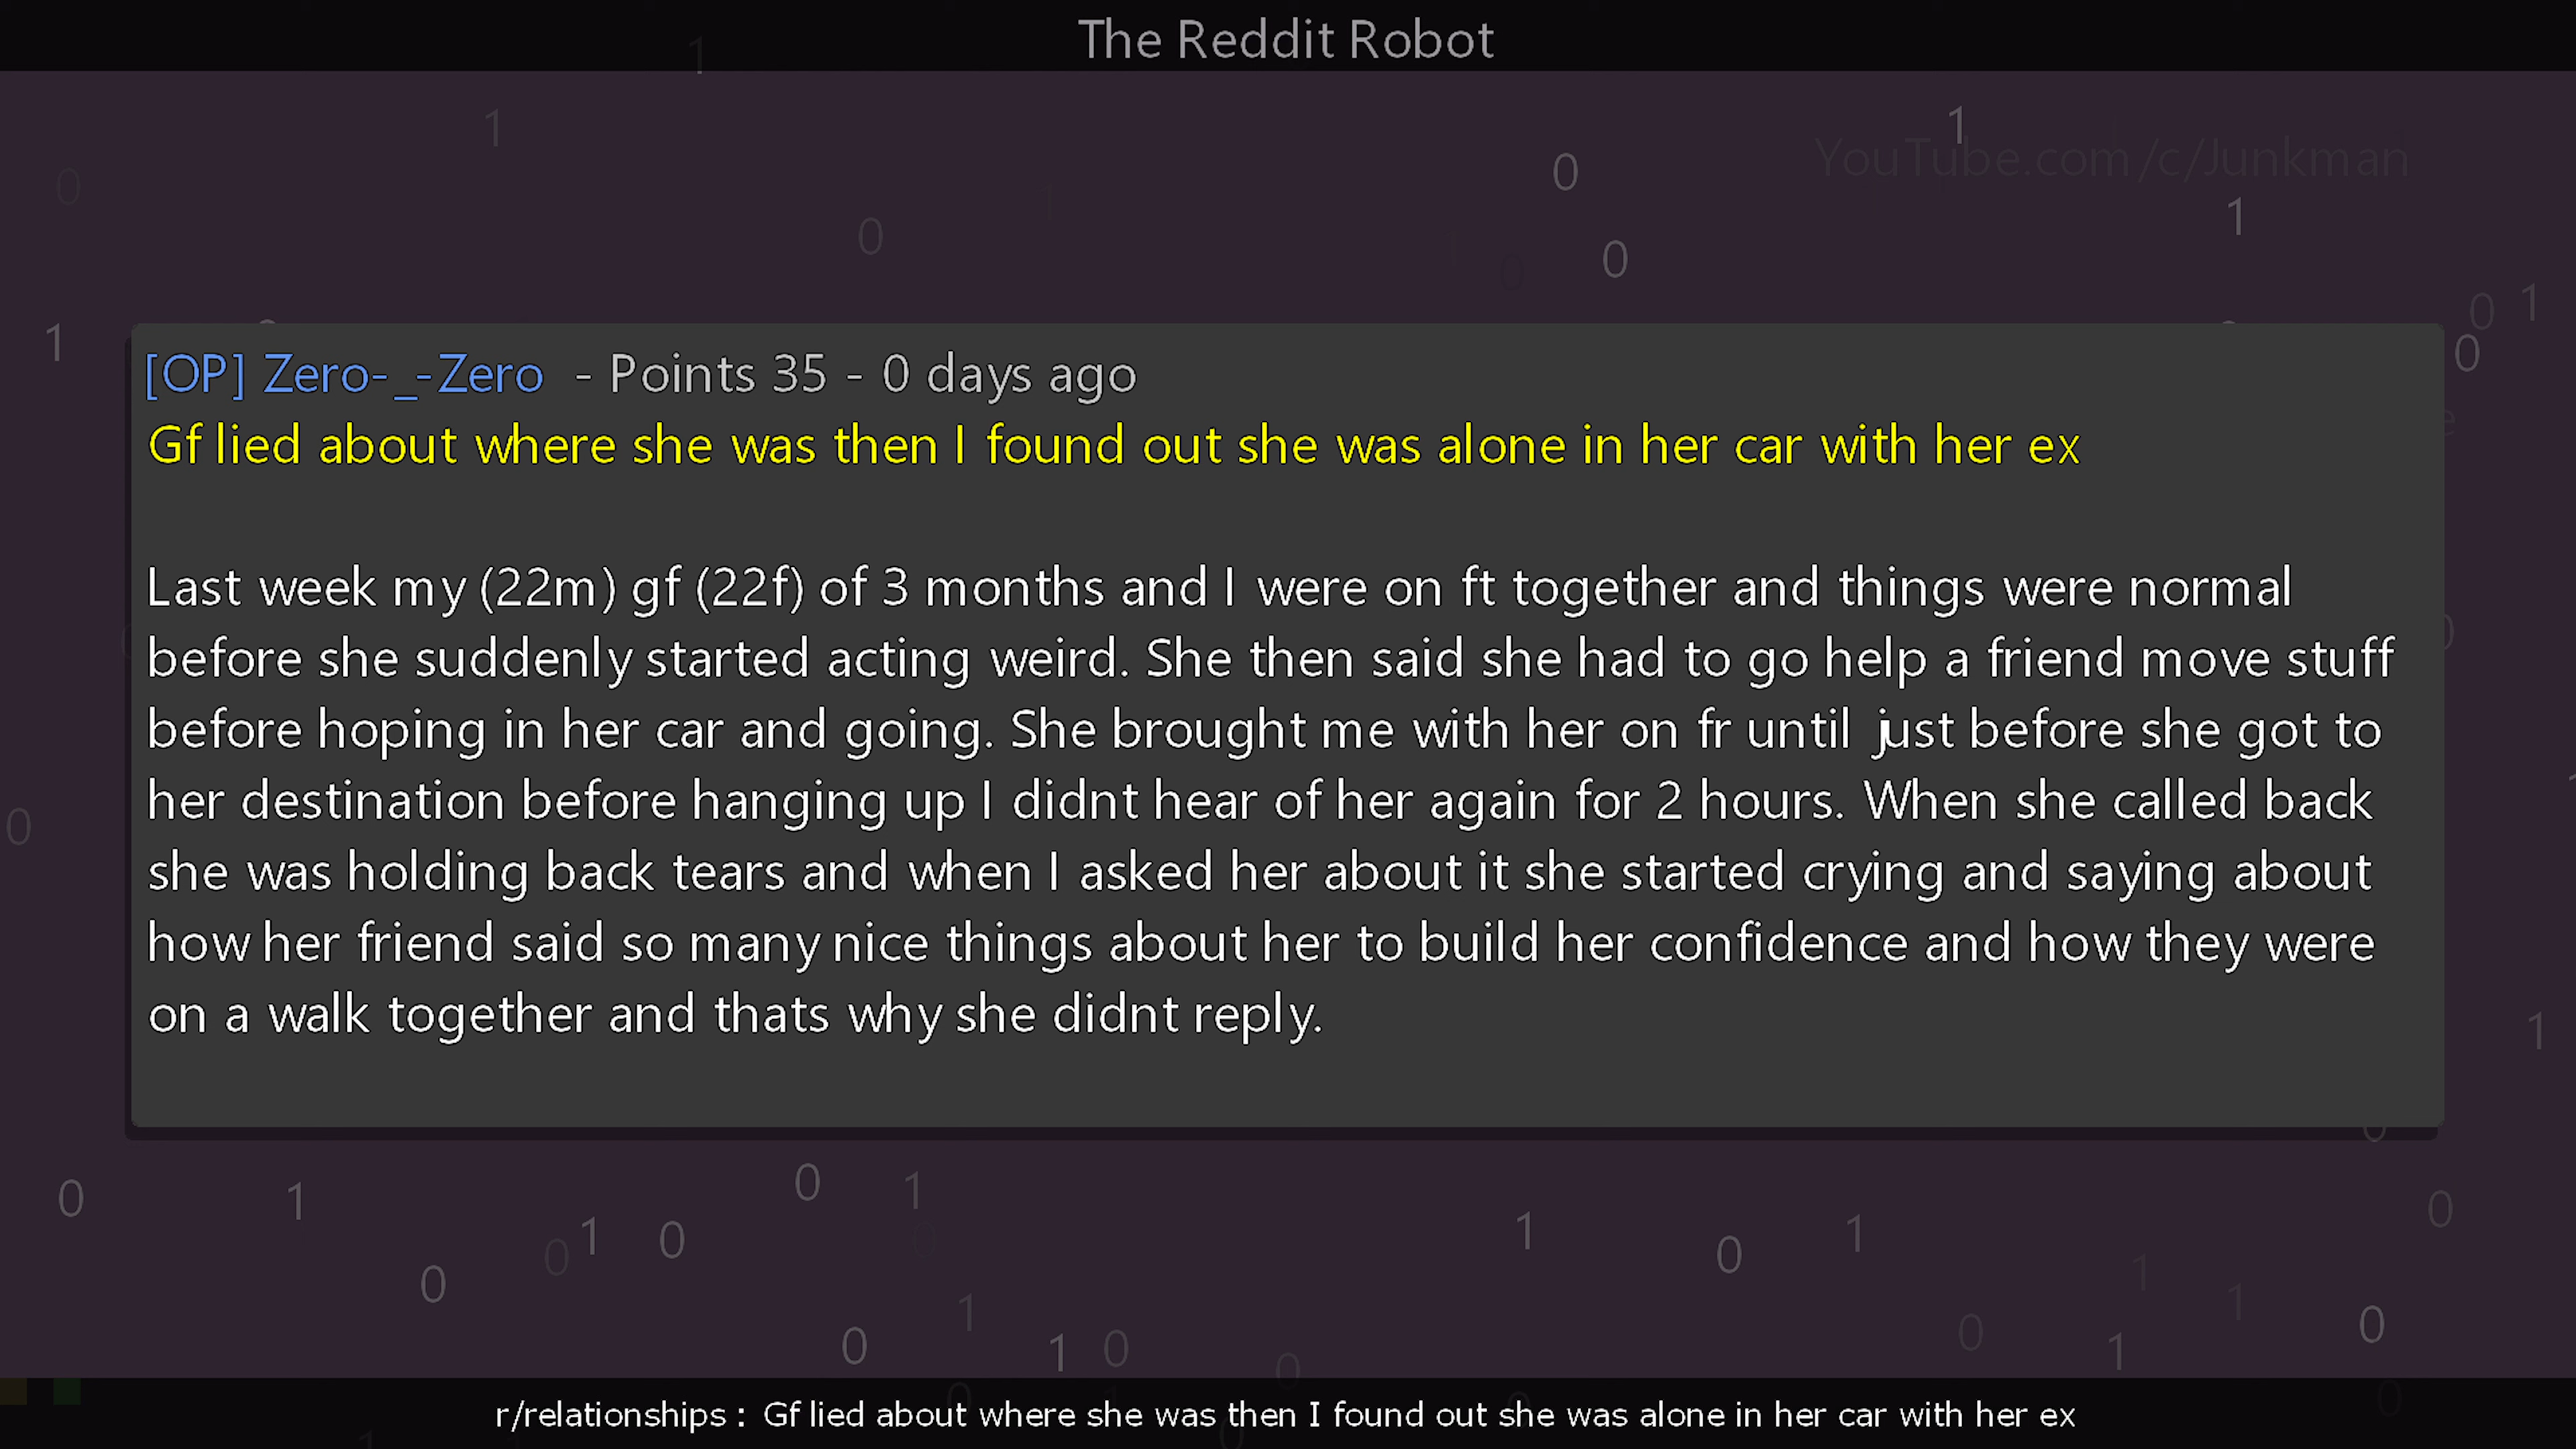 The Reddit Robot
YouTube.com/c/Junkman
[OP] Zero-_-Zero - Points 35 - 0 days ago
Gf lied about where she was then I found out she was alone in her car with her ex
Last week my (22m) gf (22f) of 3 months and I were on ft together and things were normal
before she suddenly started acting weird. She then said she had to go help a friend move stuff
before hoping in her car and going. She brought me with her on fr until just before she got to
her destination before hanging up I didnt hear of her again for 2 hours. When she called back
she was holding back tears and when I asked her about it she started crying and saying about
how her friend said so many nice things about her to build her confidence and how they were
on a walk together and thats why she didnt reply.
r/relationships : Gf lied about where she was then I found out she was alone in her car with her ex